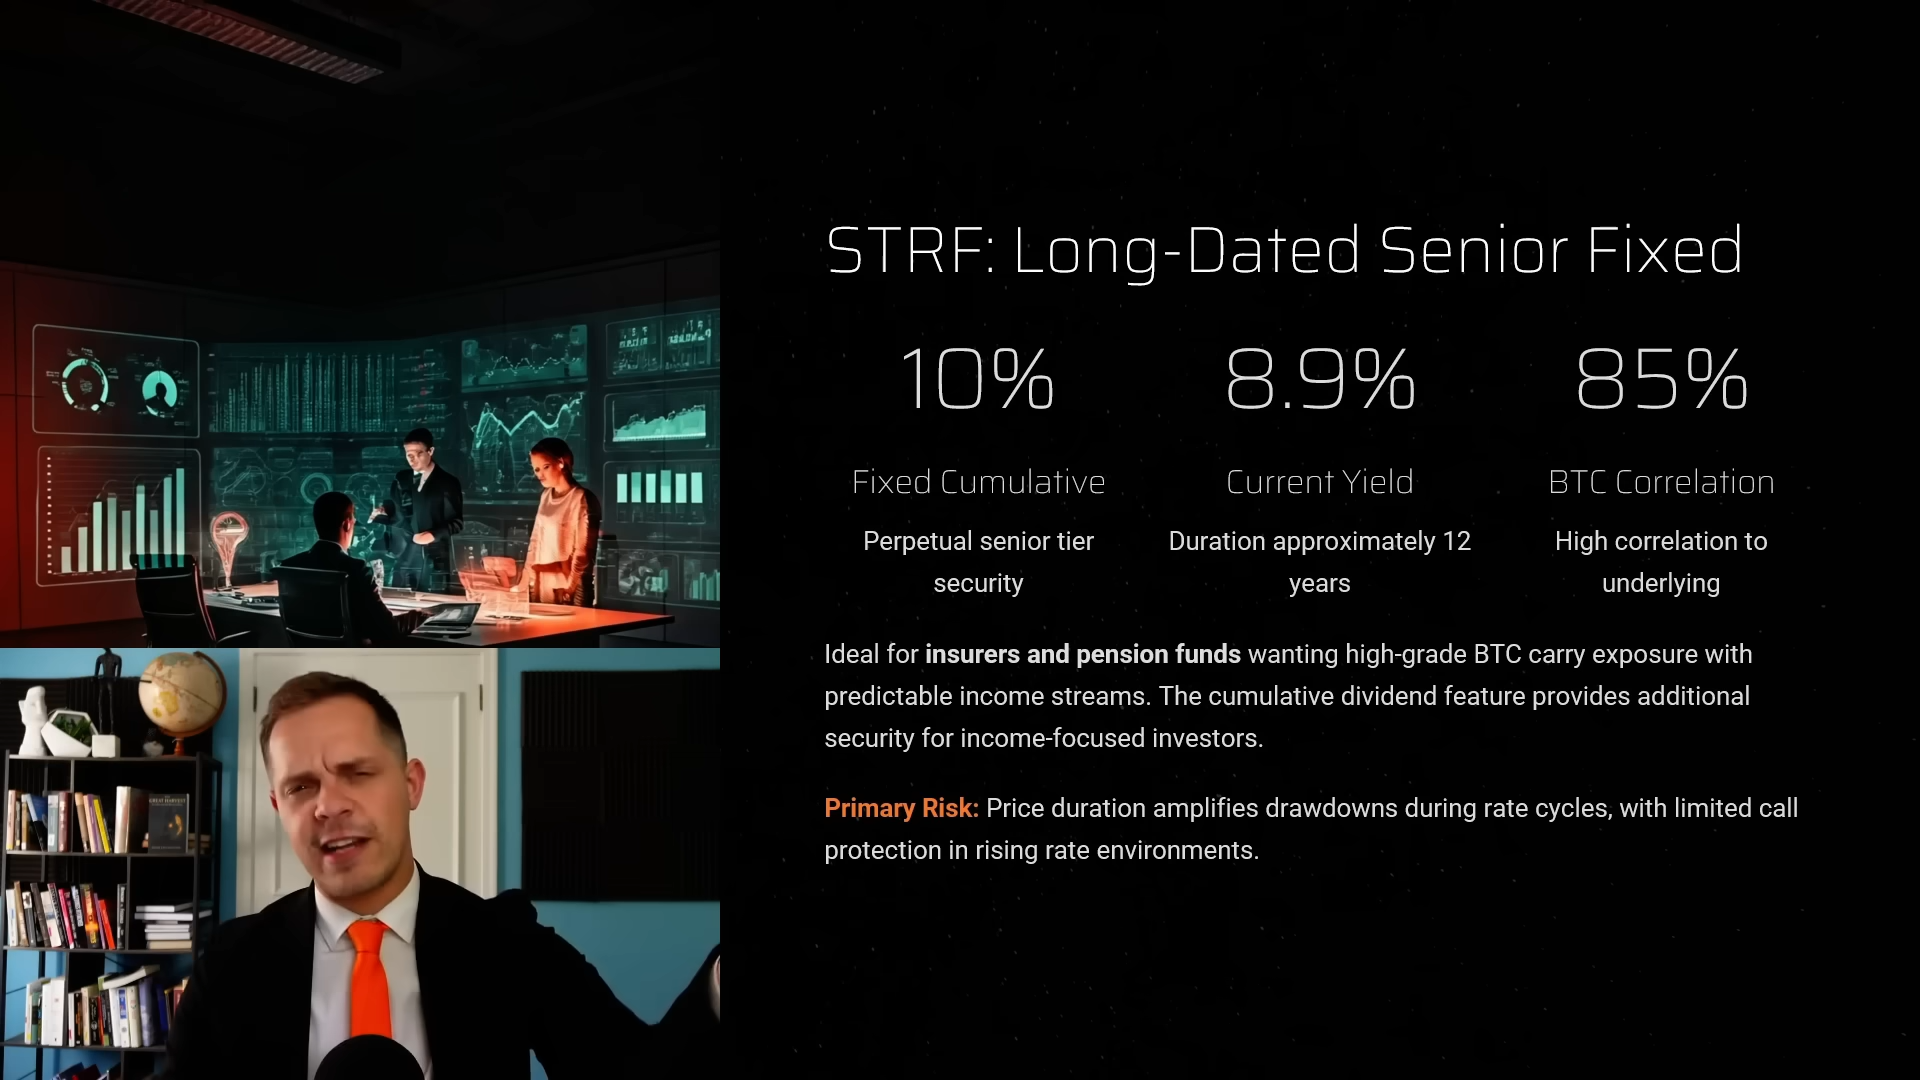 STRF: Long-Dated Senior Fixed
10%
Fixed Cumulative
Perpetual senior tier
security
8.9%
Current Yield
Duration approximately 12
years
85%
BTC Correlation
High correlation to
underlying
Ideal for insurers and pension funds wanting high-grade BTC carry exposure with
predictable income streams. The cumulative dividend feature provides additional
security for income-focused investors.
Primary Risk: Price duration amplifies drawdowns during rate cycles, with limited call
protection in rising rate environments.
GREAT HARVEST